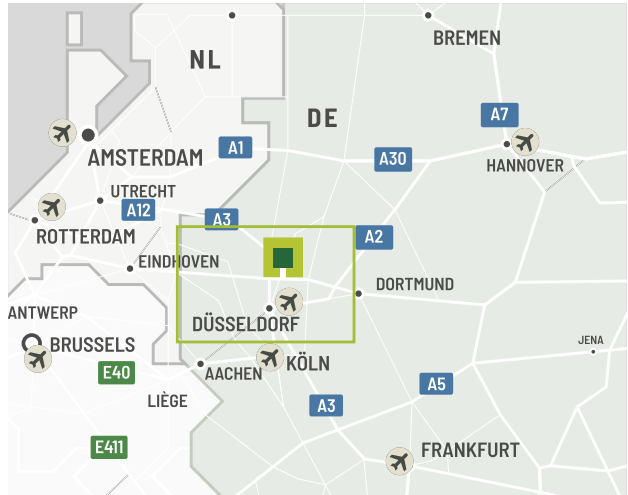 BREMEN
NL
DE
A7
A1
AMSTERDAM
A30
HANNOVER
UTRECHT
A12
A3
ROTTERDAM
A2
EINDHOVEN
DORTMUND
ANTWERP
DÜSSELDORF
BRUSSELS
JENA
KÖLN
AACHEN
E40
A5
LIÈGE
A3
E411
FRANKFURT